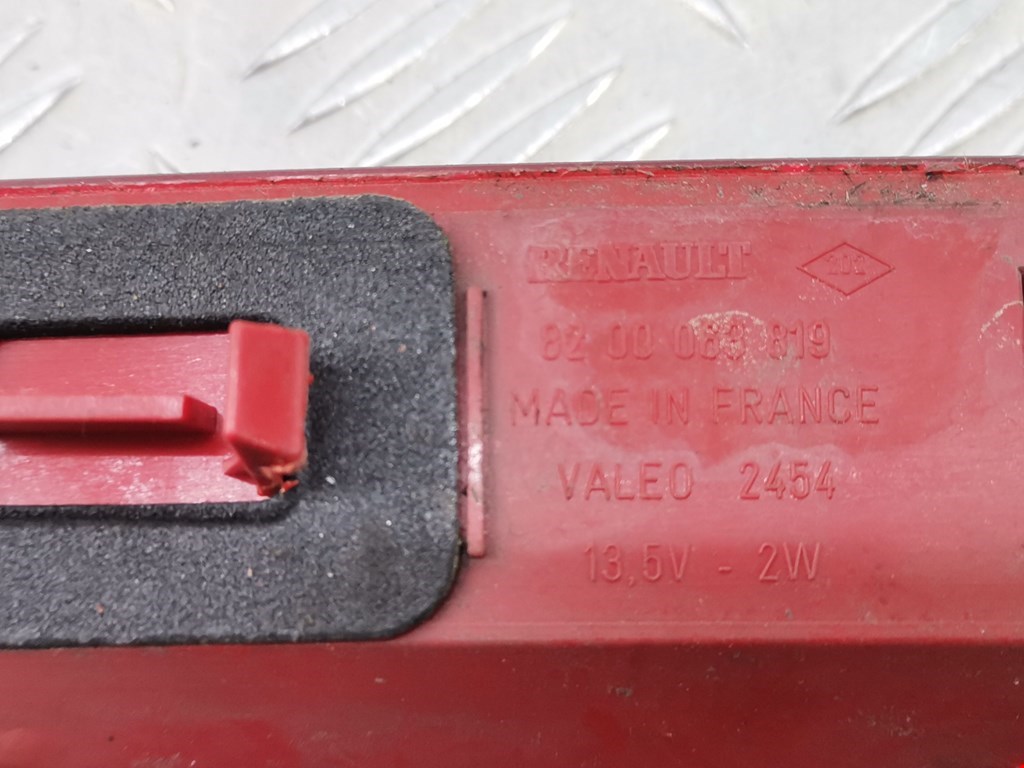 RENAULT
82 00 083 819
MADE IN FRANCE
VALEO 2454
13,5V - 2W